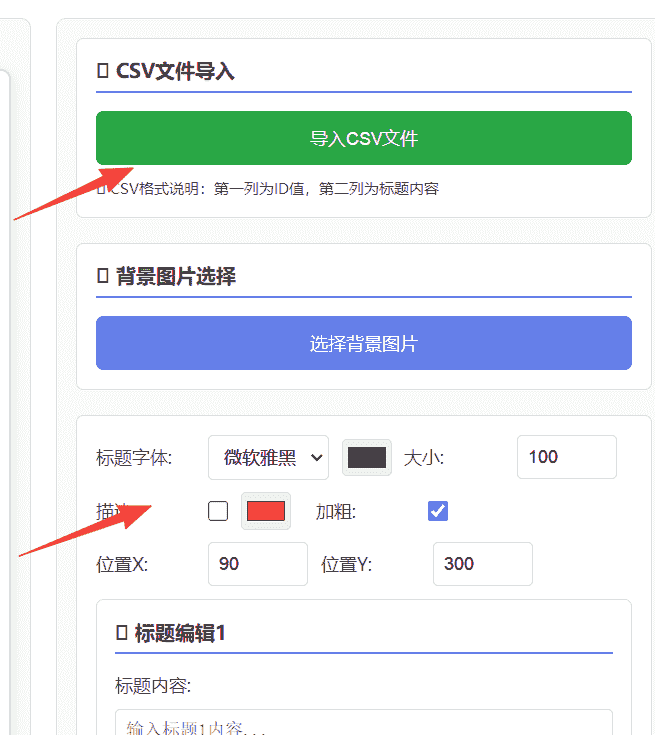 CSV文件导入
导入CSV文件
CSV格式说明：第一列为ID值，第二列为标题内容
背景图片选择
选择背景图片
标题字体: 微软雅黑 大小: 100
描 加粗:
位置X: 90 位置Y: 300
标题编辑1
标题内容:
输入标题1内容...